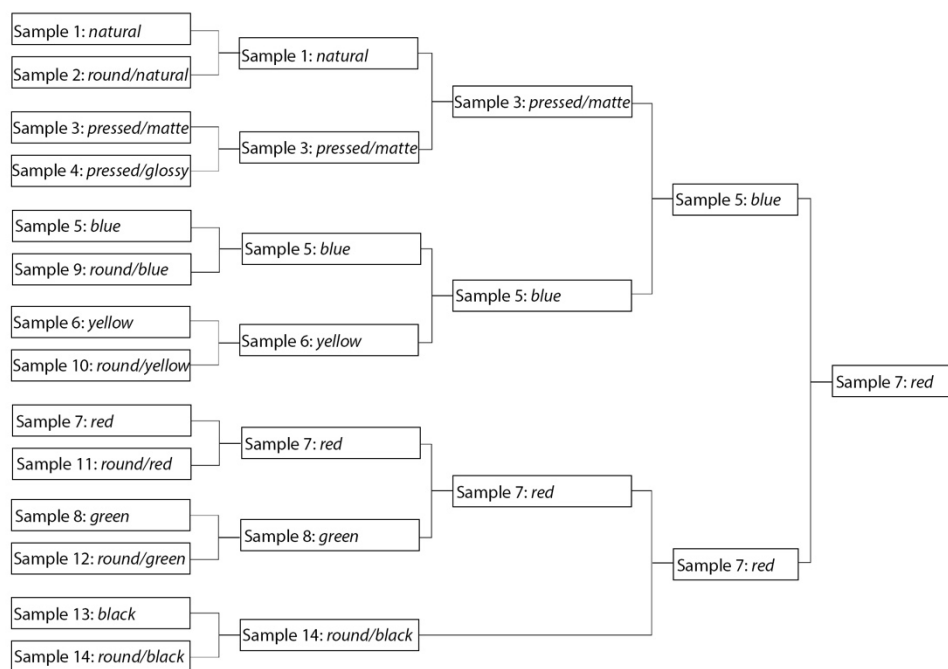 Sample 1: natural
Sample 2: round/natural
Sample 3: pressed/matte
Sample 4: pressed/glossy
Sample 5: blue
Sample 9: round/blue
Sample 6: yellow
Sample 10: round/yellow
Sample 7: red
Sample 11: round/red
Sample 8: green
Sample 12: round/green
Sample 13: black
Sample 14: round/black
Sample 1: natural
Sample 3: pressed/matte
Sample 5: blue
Sample 6: yellow
Sample 7: red
Sample 8: green
Sample 14: round/black
Sample 3: pressed/matte
Sample 5: blue
Sample 7: red
Sample 5: blue
Sample 7: red
Sample 7: red